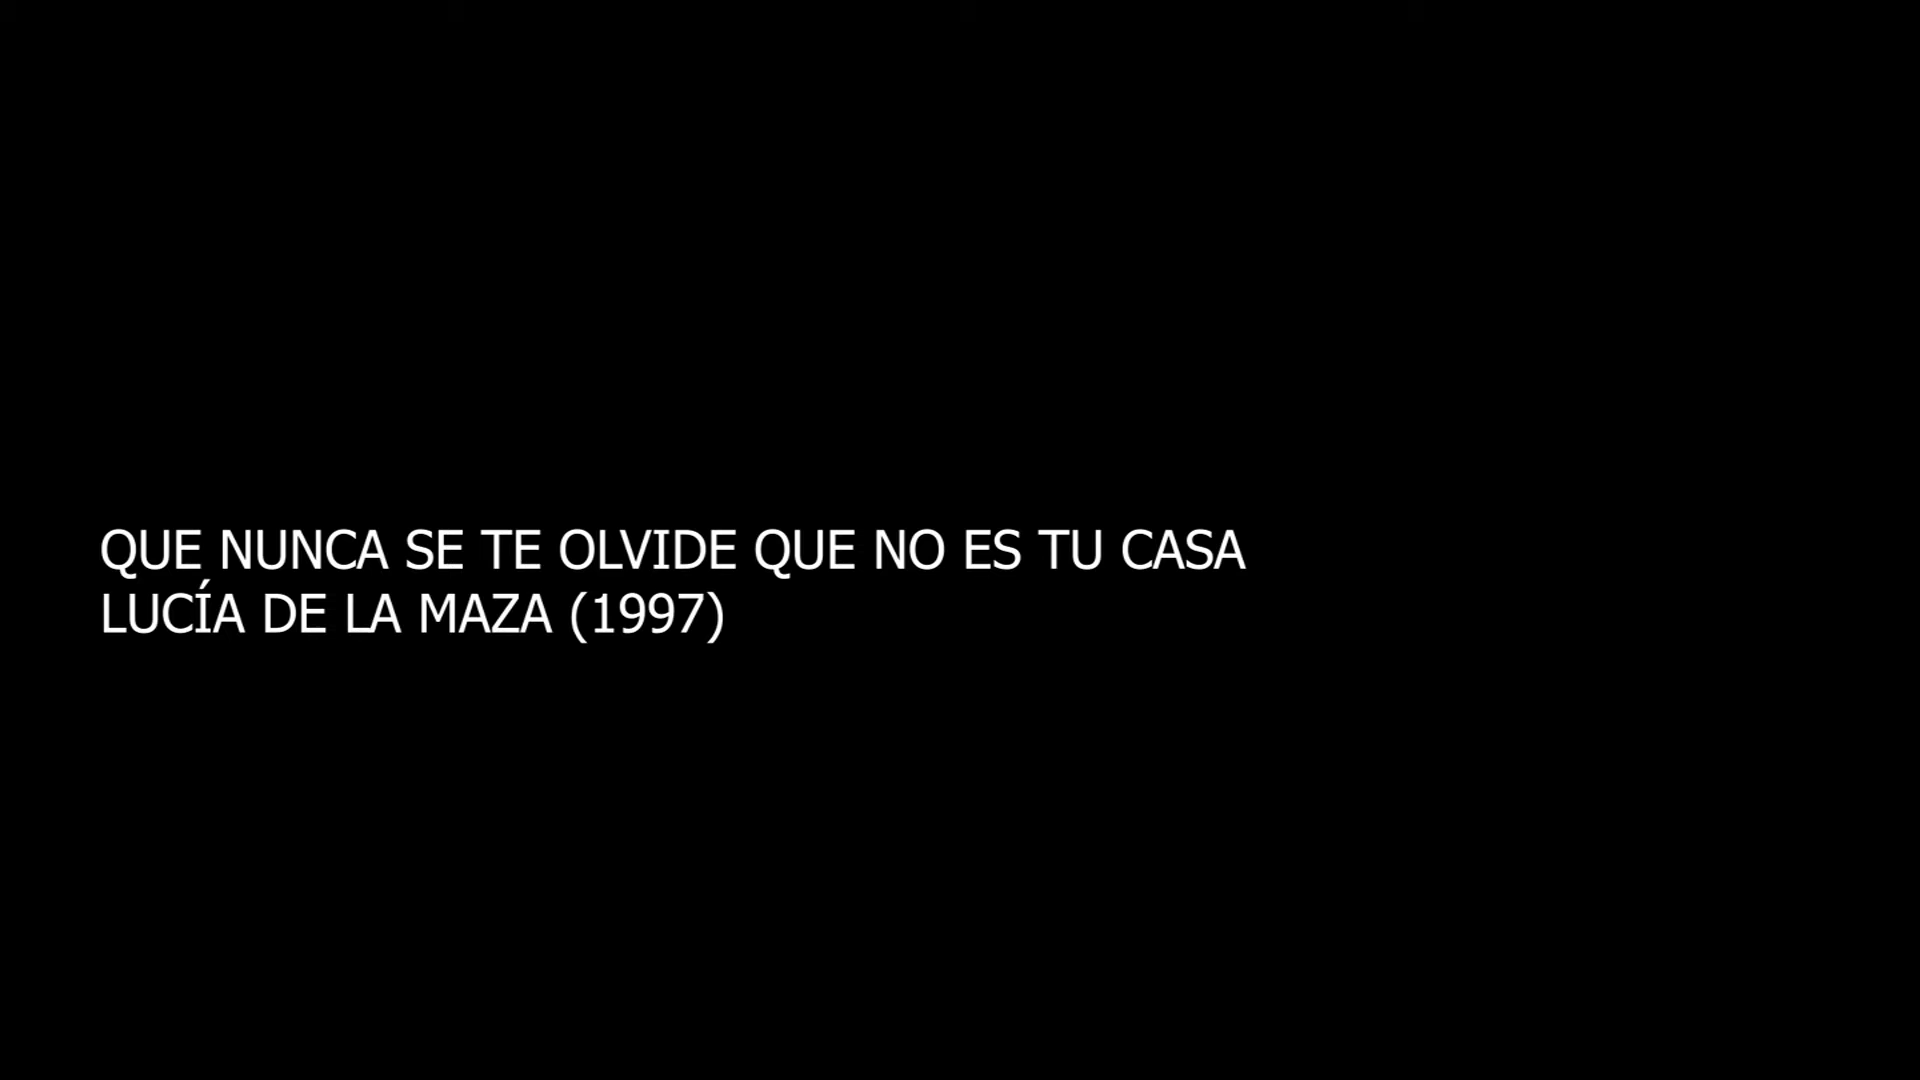 QUE NUNCA SE TE OLVIDE QUE NO ES TU CASA
LUCÍA DE LA MAZA (1997)